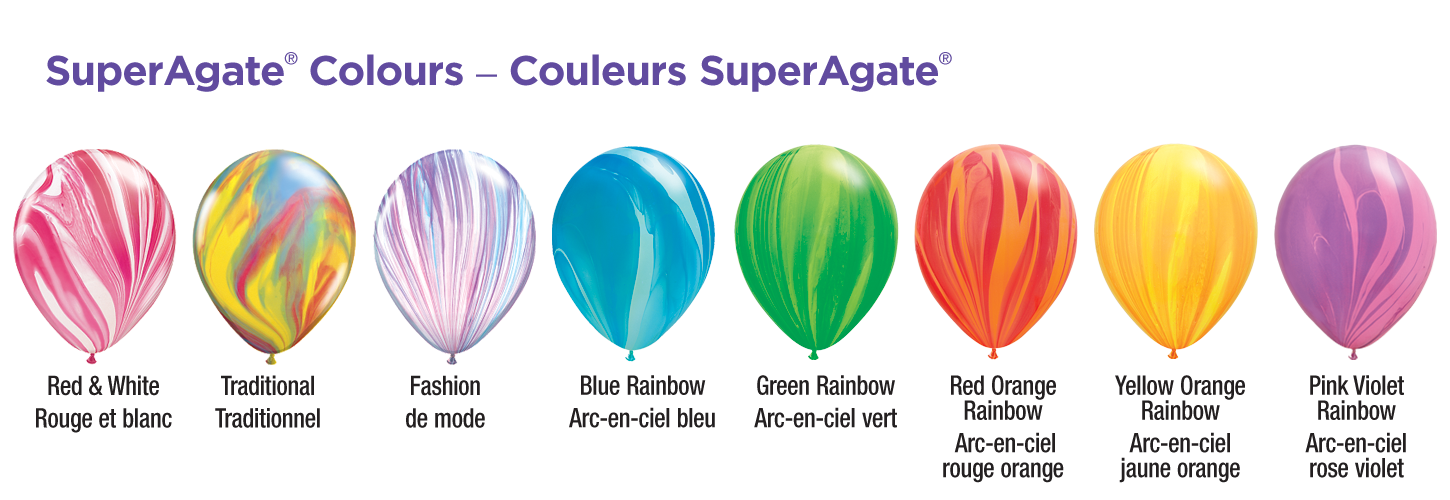 SuperAgate® Colours – Couleurs SuperAgate®
Red & White
Rouge et blanc
Traditional
Traditionnel
Fashion
de mode
Blue Rainbow
Arc-en-ciel bleu
Green Rainbow
Arc-en-ciel vert
Red Orange
Rainbow
Arc-en-ciel
rouge orange
Yellow Orange
Rainbow
Arc-en-ciel
jaune orange
Pink Violet
Rainbow
Arc-en-ciel
rose violet